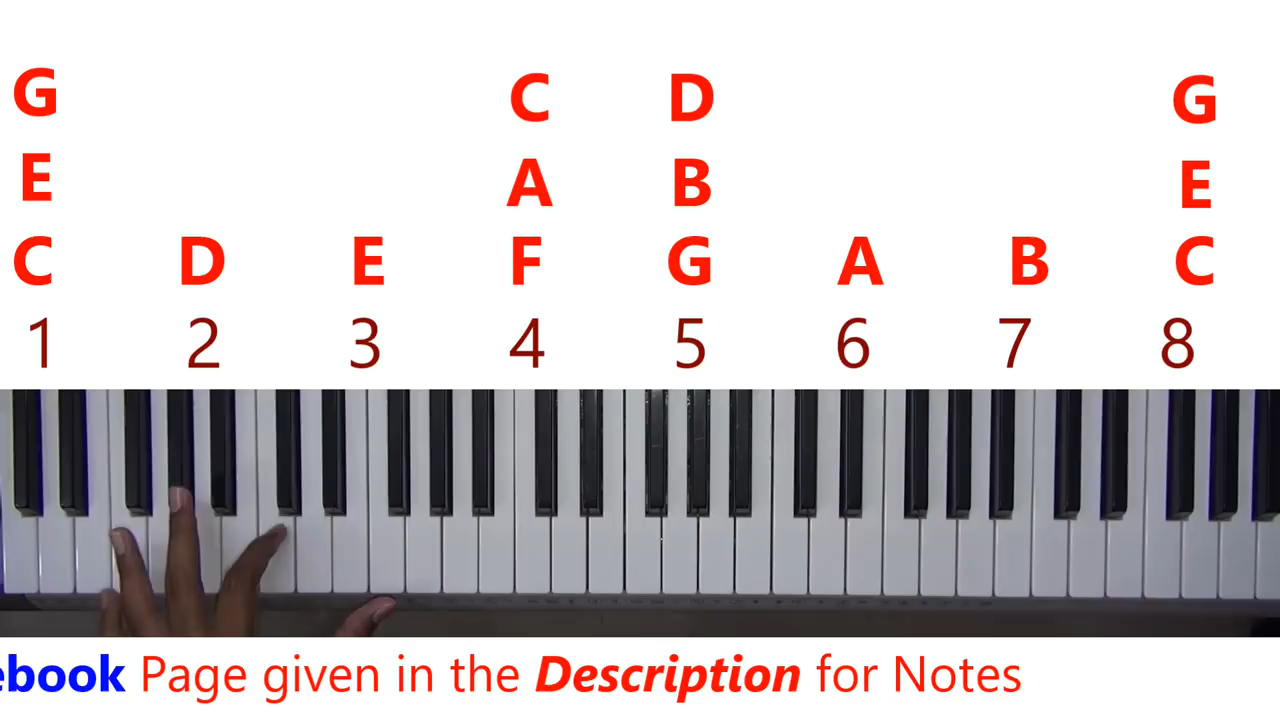 G C D G
E A B E
C D E F G A B C
1 2 3 4 5 6 7 8
ebook Page given in the Description for Notes